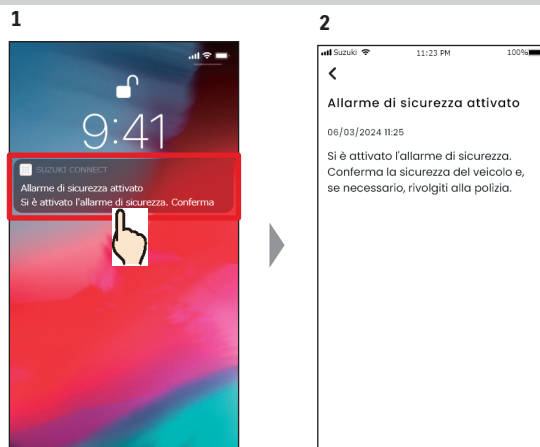 1
9:41
SUZUKI CONNECT
Allarme di sicurezza attivato
Si è attivato l'allarme di sicurezza. Conferma
2
Suzuki 11:23 PM 100%
Allarme di sicurezza attivato
06/03/2024 11:25
Si è attivato l'allarme di sicurezza.
Conferma la sicurezza del veicolo e,
se necessario, rivolgiti alla polizia.